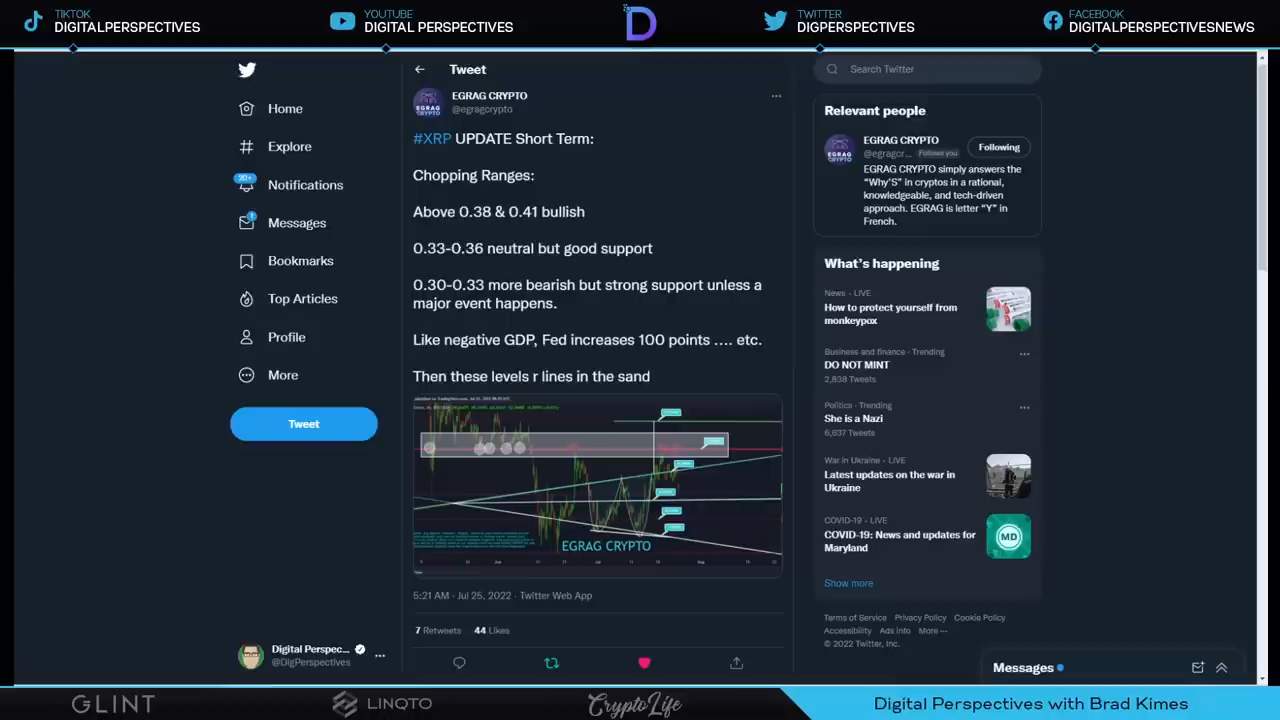 TIKTOK
DIGITALPERSPECTIVES
YOUTUBE
DIGITAL PERSPECTIVES
D
TWITTER
DIGPERSPECTIVES
FACEBOOK
DIGITALPERSPECTIVESNEWS
Home
Explore
20+
Notifications
1
Messages
Bookmarks
Top Articles
Profile
More
Tweet
Digital Perspec...
@DigPerspectives
Tweet
EGRAG CRYPTO
@egragcrypto
#XRP UPDATE Short Term:
Chopping Ranges:
Above 0.38 & 0.41 bullish
0.33-0.36 neutral but good support
0.30-0.33 more bearish but strong support unless a
major event happens.
Like negative GDP, Fed increases 100 points .... etc.
Then these levels r lines in the sand
EGRAG CRYPTO
5:21 AM · Jul 25, 2022 · Twitter Web App
7 Retweets 44 Likes
Search Twitter
Relevant people
EGRAG CRYPTO
@egragcr... Follows you
Following
EGRAG CRYPTO simply answers the
"Why'S" in cryptos in a rational,
knowledgeable, and tech-driven
approach. EGRAG is letter "Y" in
French.
What's happening
News · LIVE
How to protect yourself from
monkeypox
Business and finance · Trending
DO NOT MINT
2,838 Tweets
Politics · Trending
She is a Nazi
6,637 Tweets
War in Ukraine · LIVE
Latest updates on the war in
Ukraine
COVID-19 · LIVE
COVID-19: News and updates for
Maryland
MD
Show more
Terms of Service Privacy Policy Cookie Policy
Accessibility Ads info More ···
© 2022 Twitter, Inc.
Messages
GLINT
LINQTO
CryptoLife
Digital Perspectives with Brad Kimes